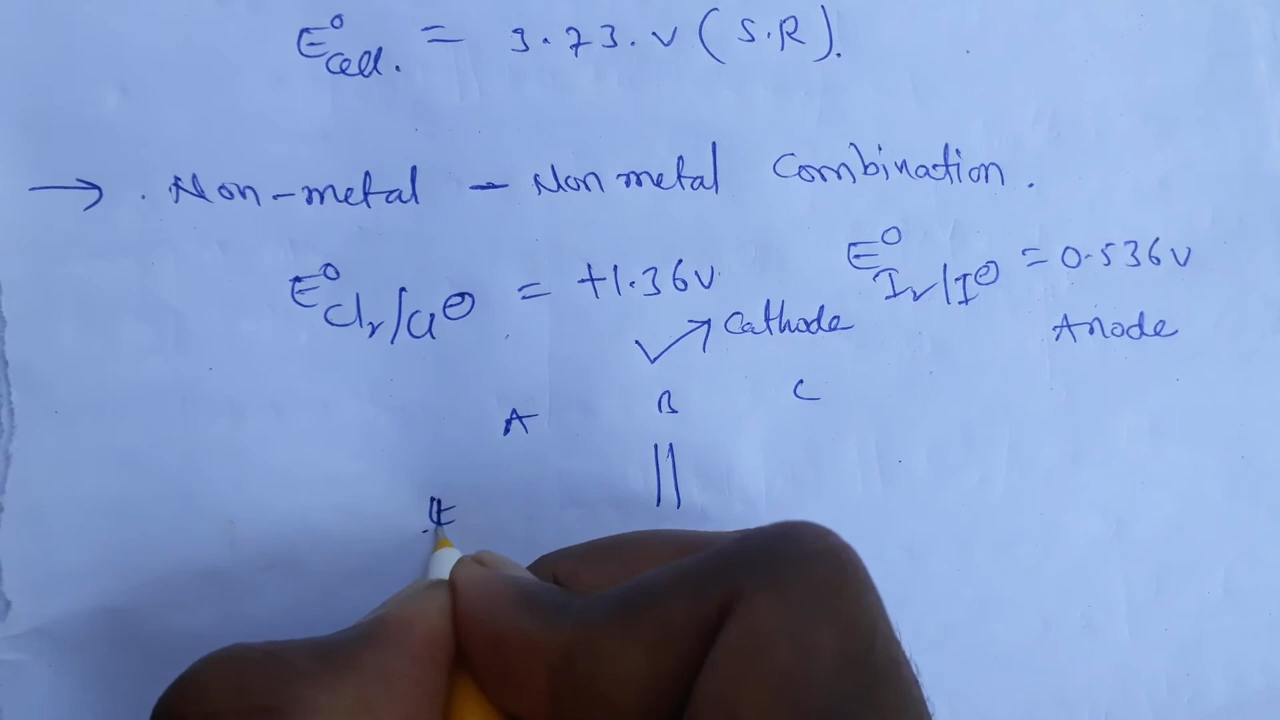 E°cell. = 3.73.v (S.R).
→ . Non-metal - Non metal Combination.
E°Cl₂/Cl⊖ = +1.36v E°I₂/I⊖ = 0.536v
✓↗ Cathode Anode
A B C
||